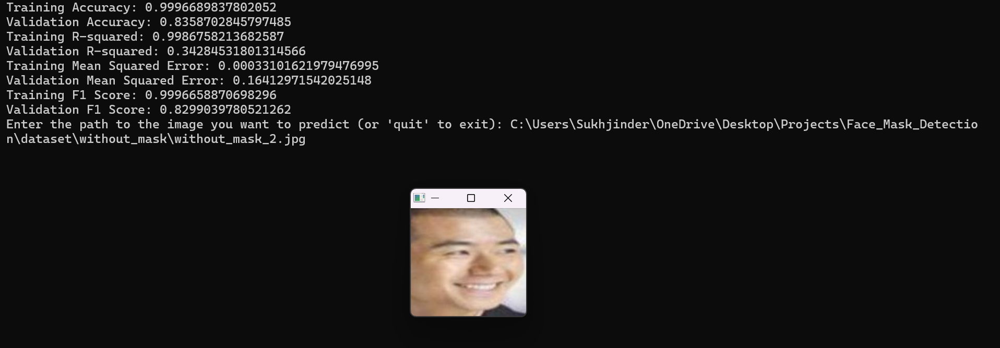 Training Accuracy: 0.9996689837802052
Validation Accuracy: 0.8358702845797485
Training R-squared: 0.9986758213682587
Validation R-squared: 0.342845318013145​66
Training Mean Squared Error: 0.00033101621979476995
Validation Mean Squared Error: 0.16412971542025148
Training F1 Score: 0.9996658870698296
Validation F1 Score: 0.8299039780521262
Enter the path to the image you want to predict (or 'quit' to exit): C:\Users\Sukhjinder\OneDrive\Desktop\Projects\Face_Mask_Detectio
n\dataset\without_mask\without_mask_2.jpg